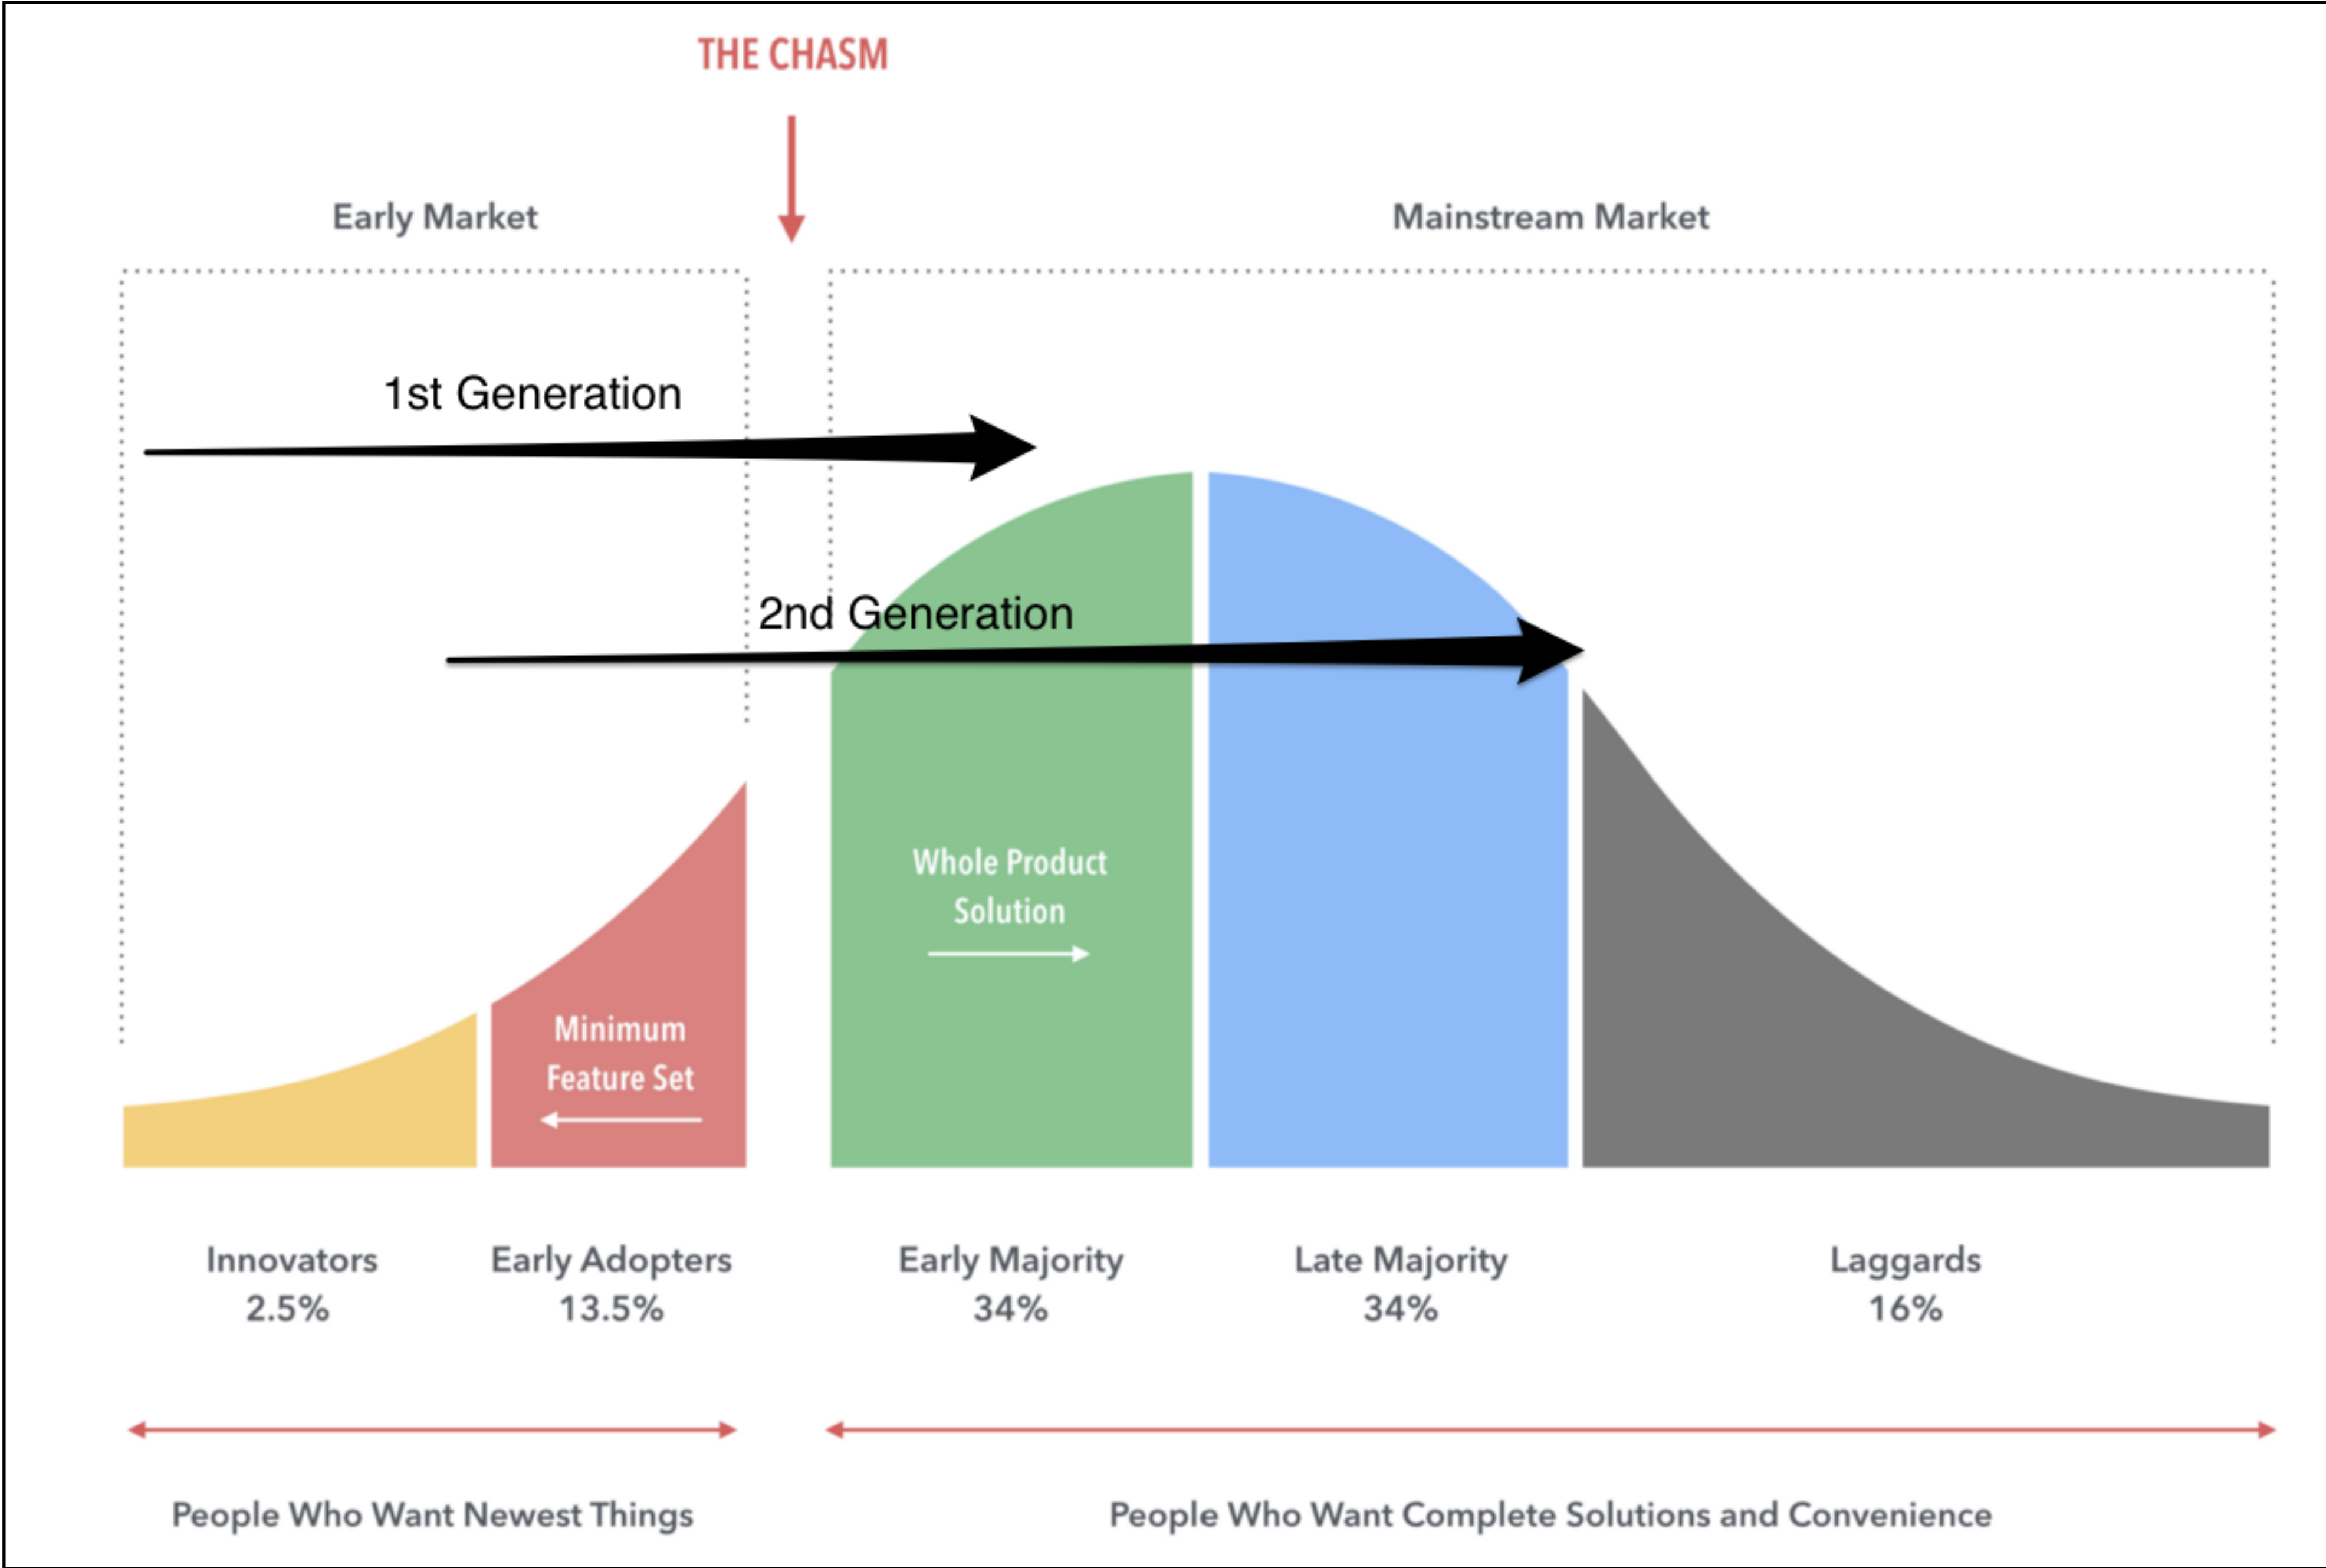 THE CHASM
Early Market
Mainstream Market
1st Generation
2nd Generation
Whole Product
Solution
Minimum
Feature Set
Innovators
2.5%
Early Adopters
13.5%
Early Majority
34%
Late Majority
34%
Laggards
16%
People Who Want Newest Things
People Who Want Complete Solutions and Convenience